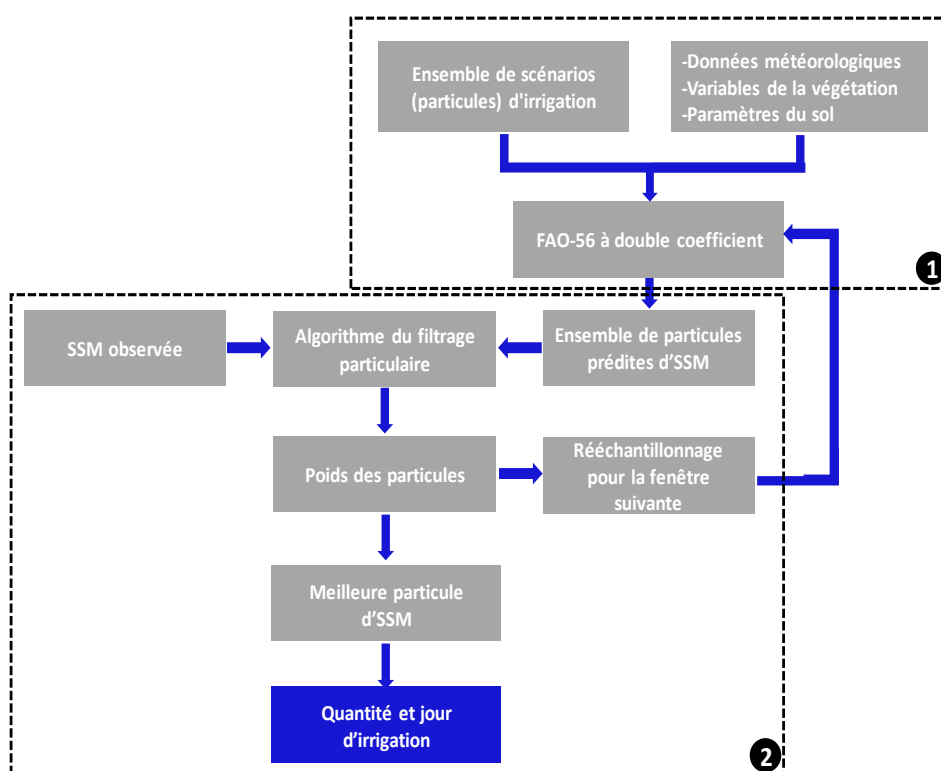 Ensemble de scénarios
(particules) d'irrigation
-Données météorologiques
-Variables de la végétation
-Paramètres du sol
FAO-56 à double coefficient
1
SSM observée
Algorithme du filtrage
particulaire
Ensemble de particules
prédites d’SSM
Poids des particules
Rééchantillonnage
pour la fenêtre
suivante
Meilleure particule
d’SSM
Quantité et jour
d’irrigation
2